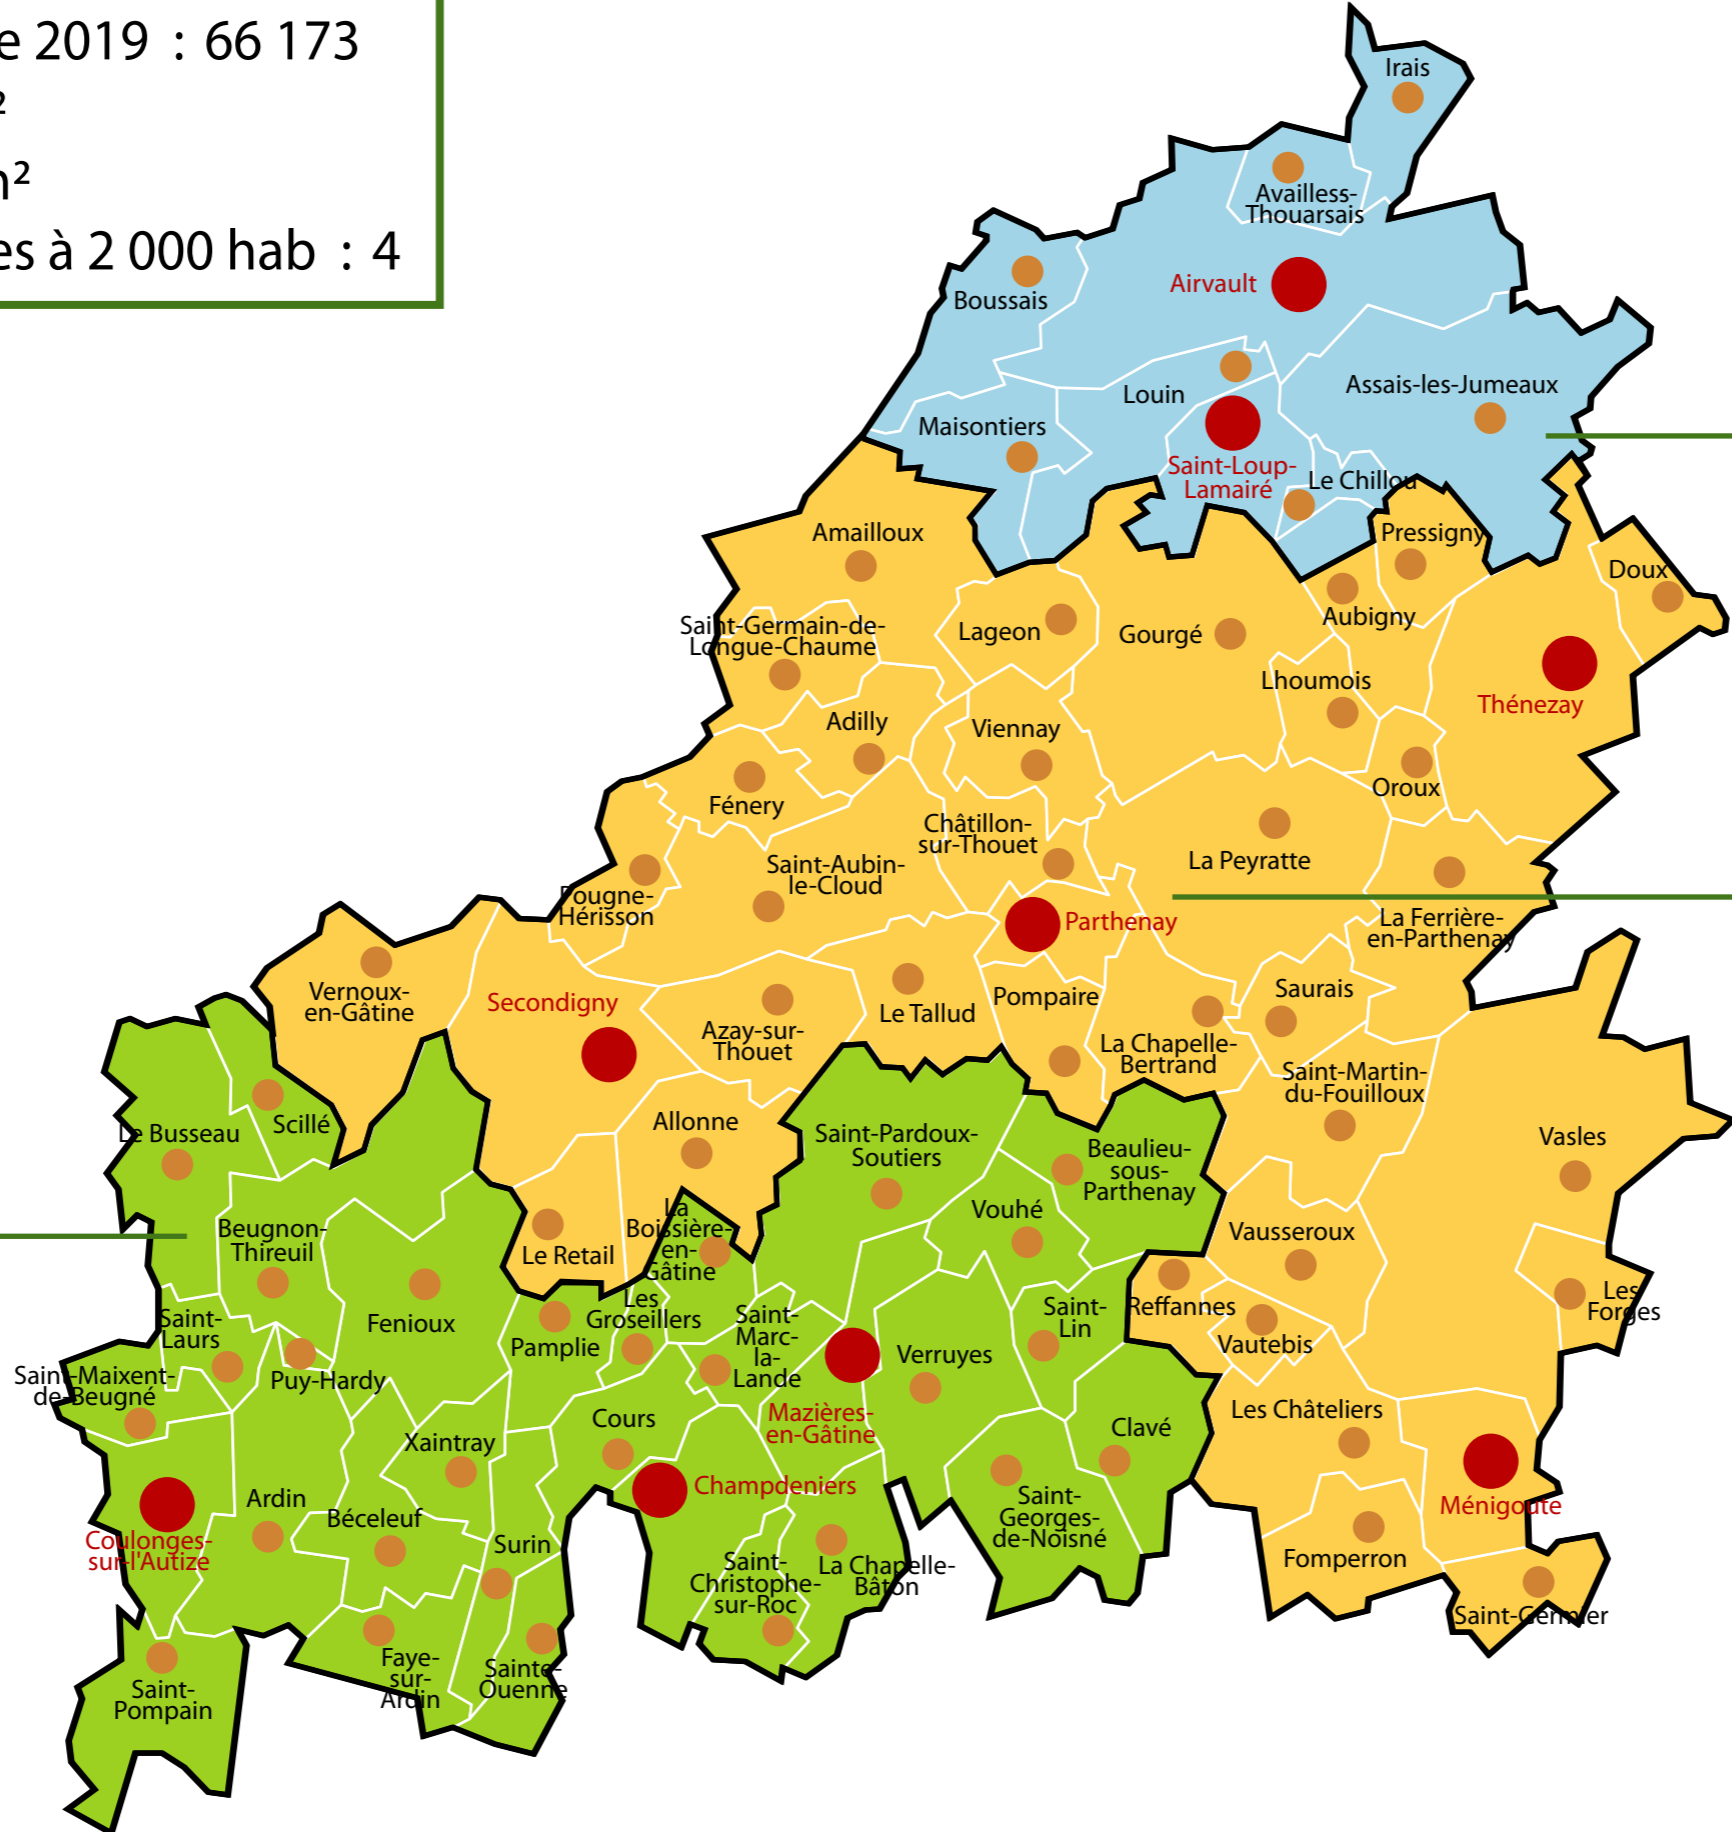 e 2019 : 66 173
²
m²
es à 2 000 hab : 4
Irais
Availless-
Thouarsais
Airvault
Boussais
Louin
Assais-les-Jumeaux
Maisontiers
Saint-Loup-
Lamairé
Le Chillou
Amailloux
Pressigny
Doux
Aubigny
Saint-Germain-de-
Longue-Chaume
Lageon
Gourgé
Lhoumois
Thénezay
Adilly
Viennay
Oroux
Fénery
Châtillon-
sur-Thouet
La Peyratte
Saint-Aubin-
le-Cloud
Pougne-
Hérisson
Parthenay
La Ferrière-
en-Parthenay
Vernoux-
en-Gâtine
Secondigny
Azay-sur-
Thouet
Le Tallud
Pompaire
Saurais
La Chapelle-
Bertrand
Saint-Martin-
du-Fouilloux
Le Busseau
Scillé
Allonne
Saint-Pardoux-
Soutiers
Beaulieu-
sous-
Parthenay
Vasles
Beugnon-
Thireuil
La
Boissière-
en-
Gâtine
Vouhé
Vausseroux
Le Retail
Fenioux
Les
Groseillers
Saint-
Marc-
la-
Lande
Saint-
Lin
Reffannes
Les
Forges
Saint-
Laurs
Pamplie
Verruyes
Vautebis
Saint-Maixent-
de-Beugné
Puy-Hardy
Cours
Mazières-
en-Gâtine
Clavé
Les Châteliers
Xaintray
Champdeniers
Ménigoute
Ardin
Béceleuf
Saint-
Georges-
de-Noisné
Coulonges-
sur-l'Autize
Surin
Saint-
Christophe-
sur-Roc
La Chapelle-
Bâton
Fomperron
Saint-Germier
Saint-
Pompain
Faye-
sur-
Ardin
Sainte-
Ouenne